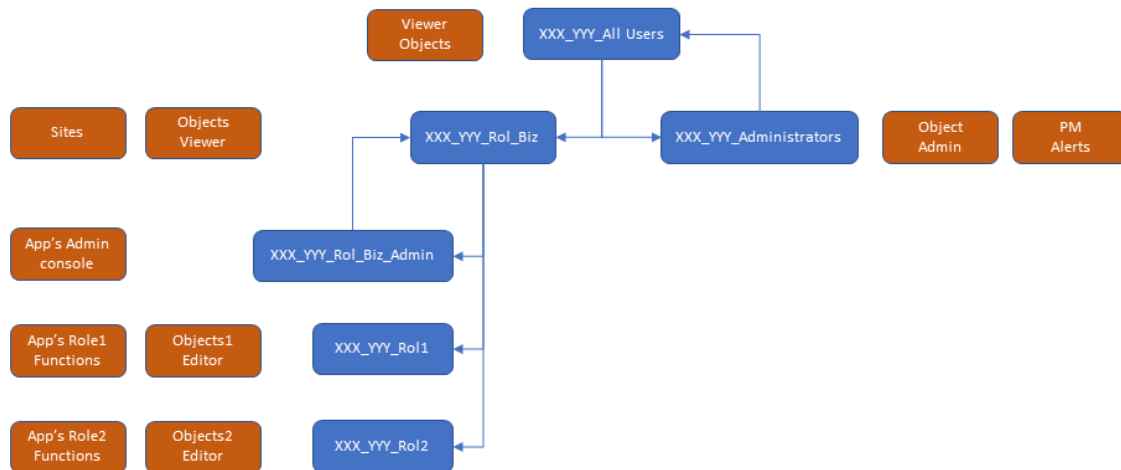 Viewer
Objects
XXX_YYY_All Users
Sites
Objects
Viewer
XXX_YYY_Rol_Biz
XXX_YYY_Administrators
Object
Admin
PM
Alerts
App's Admin
console
XXX_YYY_Rol_Biz_Admin
App's Role1
Functions
Objects1
Editor
XXX_YYY_Rol1
App's Role2
Functions
Objects2
Editor
XXX_YYY_Rol2